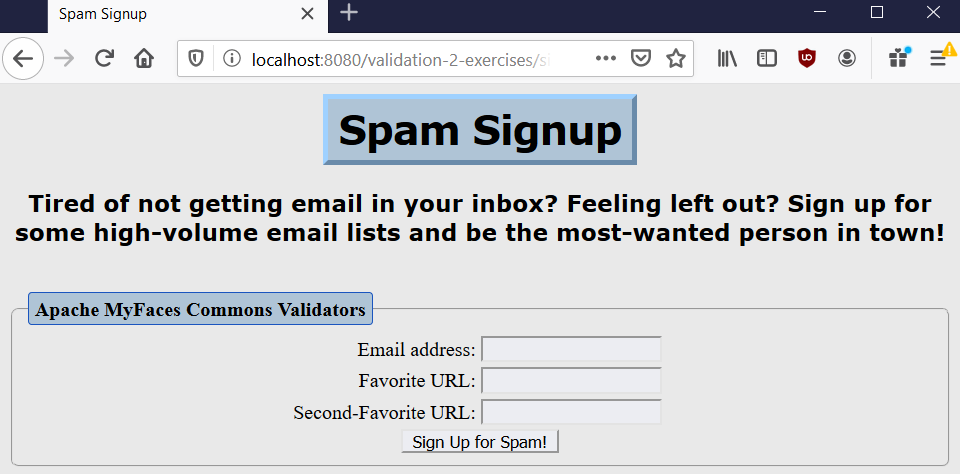 Spam Signup
localhost:8080/validation-2-exercises/s
Spam Signup
Tired of not getting email in your inbox? Feeling left out? Sign up for
some high-volume email lists and be the most-wanted person in town!
Apache MyFaces Commons Validators
Email address:
Favorite URL:
Second-Favorite URL:
Sign Up for Spam!